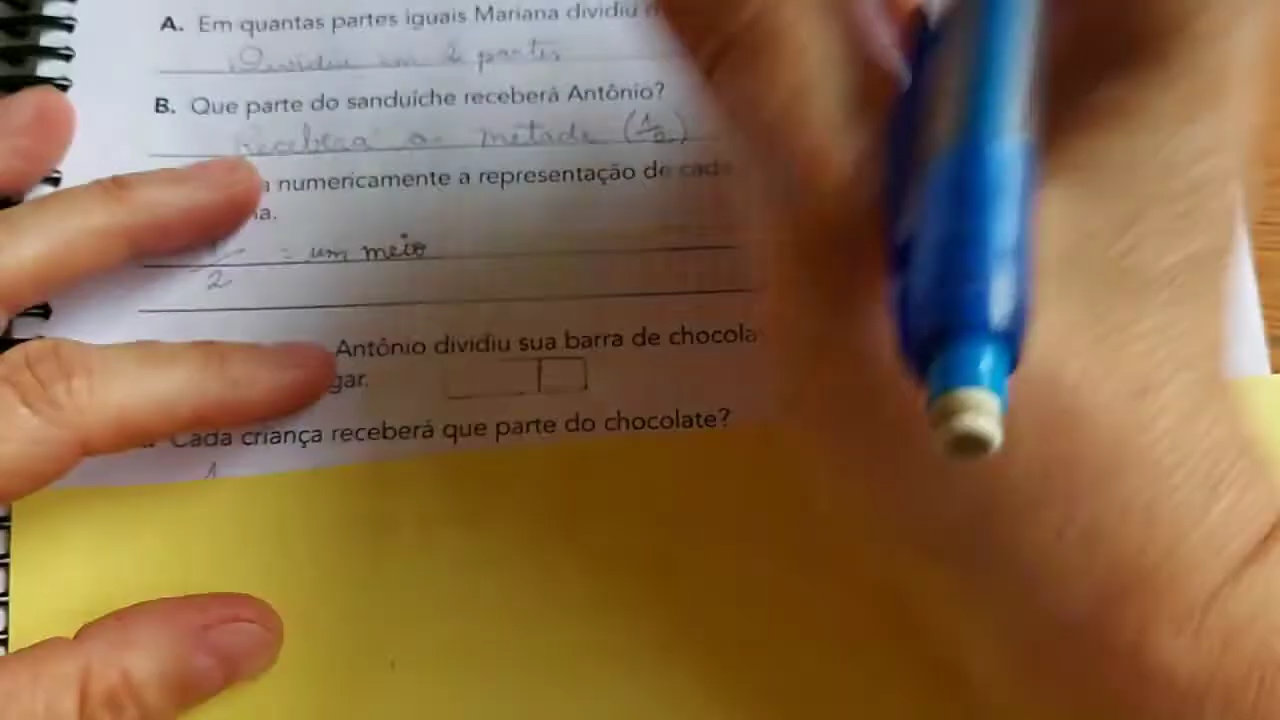 A. Em quantas partes iguais Mariana dividiu
Dividiu em 2 partes
B. Que parte do sanduíche receberá Antônio?
receberá a metade (1/2)
numericamente a representação de cada
a.
1/2 = um meio
Antônio dividiu sua barra de chocola
gar.
Cada criança receberá que parte do chocolate?
1